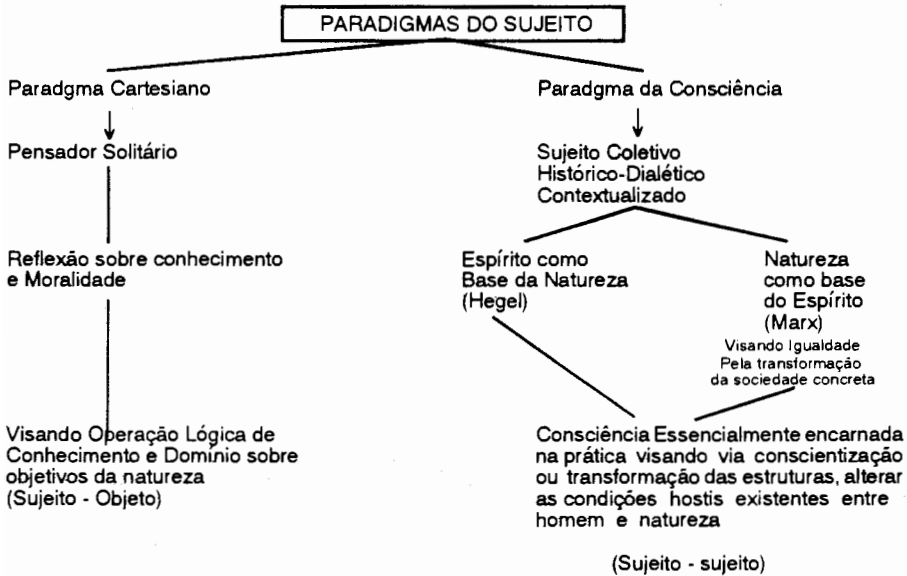 PARADIGMAS DO SUJEITO
Paradgma Cartesiano
Pensador Solitário
Reflexão sobre conhecimento
e Moralidade
Visando Operação Lógica de
Conhecimento e Domínio sobre
objetivos da natureza
(Sujeito - Objeto)
Paradgma da Consciência
Sujeito Coletivo
Histórico-Dialético
Contextualizado
Espírito como
Base da Natureza
(Hegel)
Natureza
como base
do Espírito
(Marx)
Visando Igualdade
Pela transformação
da sociedade concreta
Consciência Essencialmente encarnada
na prática visando via conscientização
ou transformação das estruturas, alterar
as condições hostis existentes entre
homem e natureza
(Sujeito - sujeito)